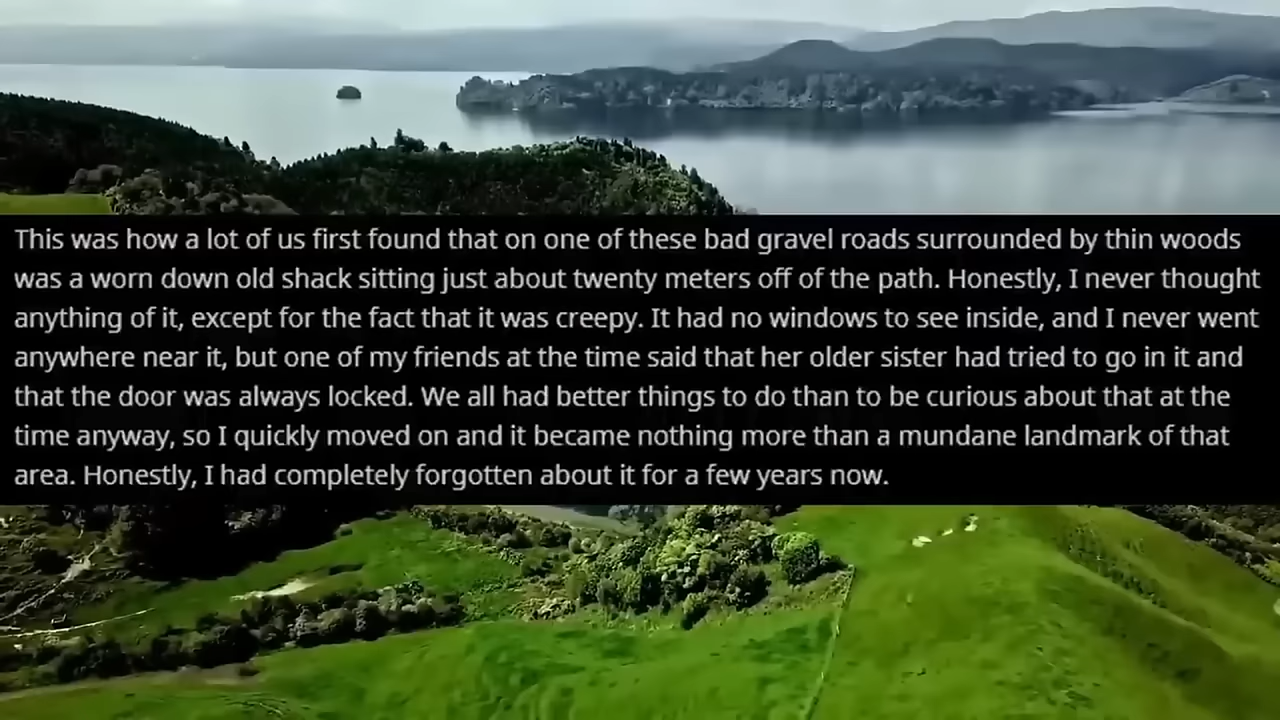 This was how a lot of us first found that on one of these bad gravel roads surrounded by thin woods
was a worn down old shack sitting just about twenty meters off of the path. Honestly, I never thought
anything of it, except for the fact that it was creepy. It had no windows to see inside, and I never went
anywhere near it, but one of my friends at the time said that her older sister had tried to go in it and
that the door was always locked. We all had better things to do than to be curious about that at the
time anyway, so I quickly moved on and it became nothing more than a mundane landmark of that
area. Honestly, I had completely forgotten about it for a few years now.